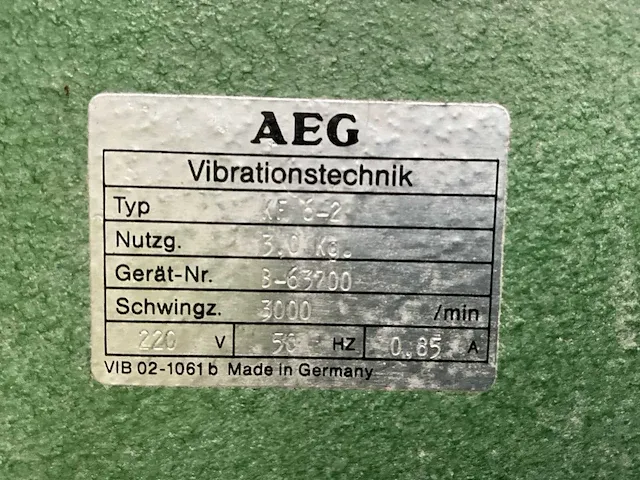 AEG
Vibrationstechnik
Typ KF 6-2
Nutzg. 3,0 Kg.
Gerät-Nr. B-63700
Schwingz. 3000 /min
220 V 50 HZ 0.85 A
VIB 02-1061 b Made in Germany